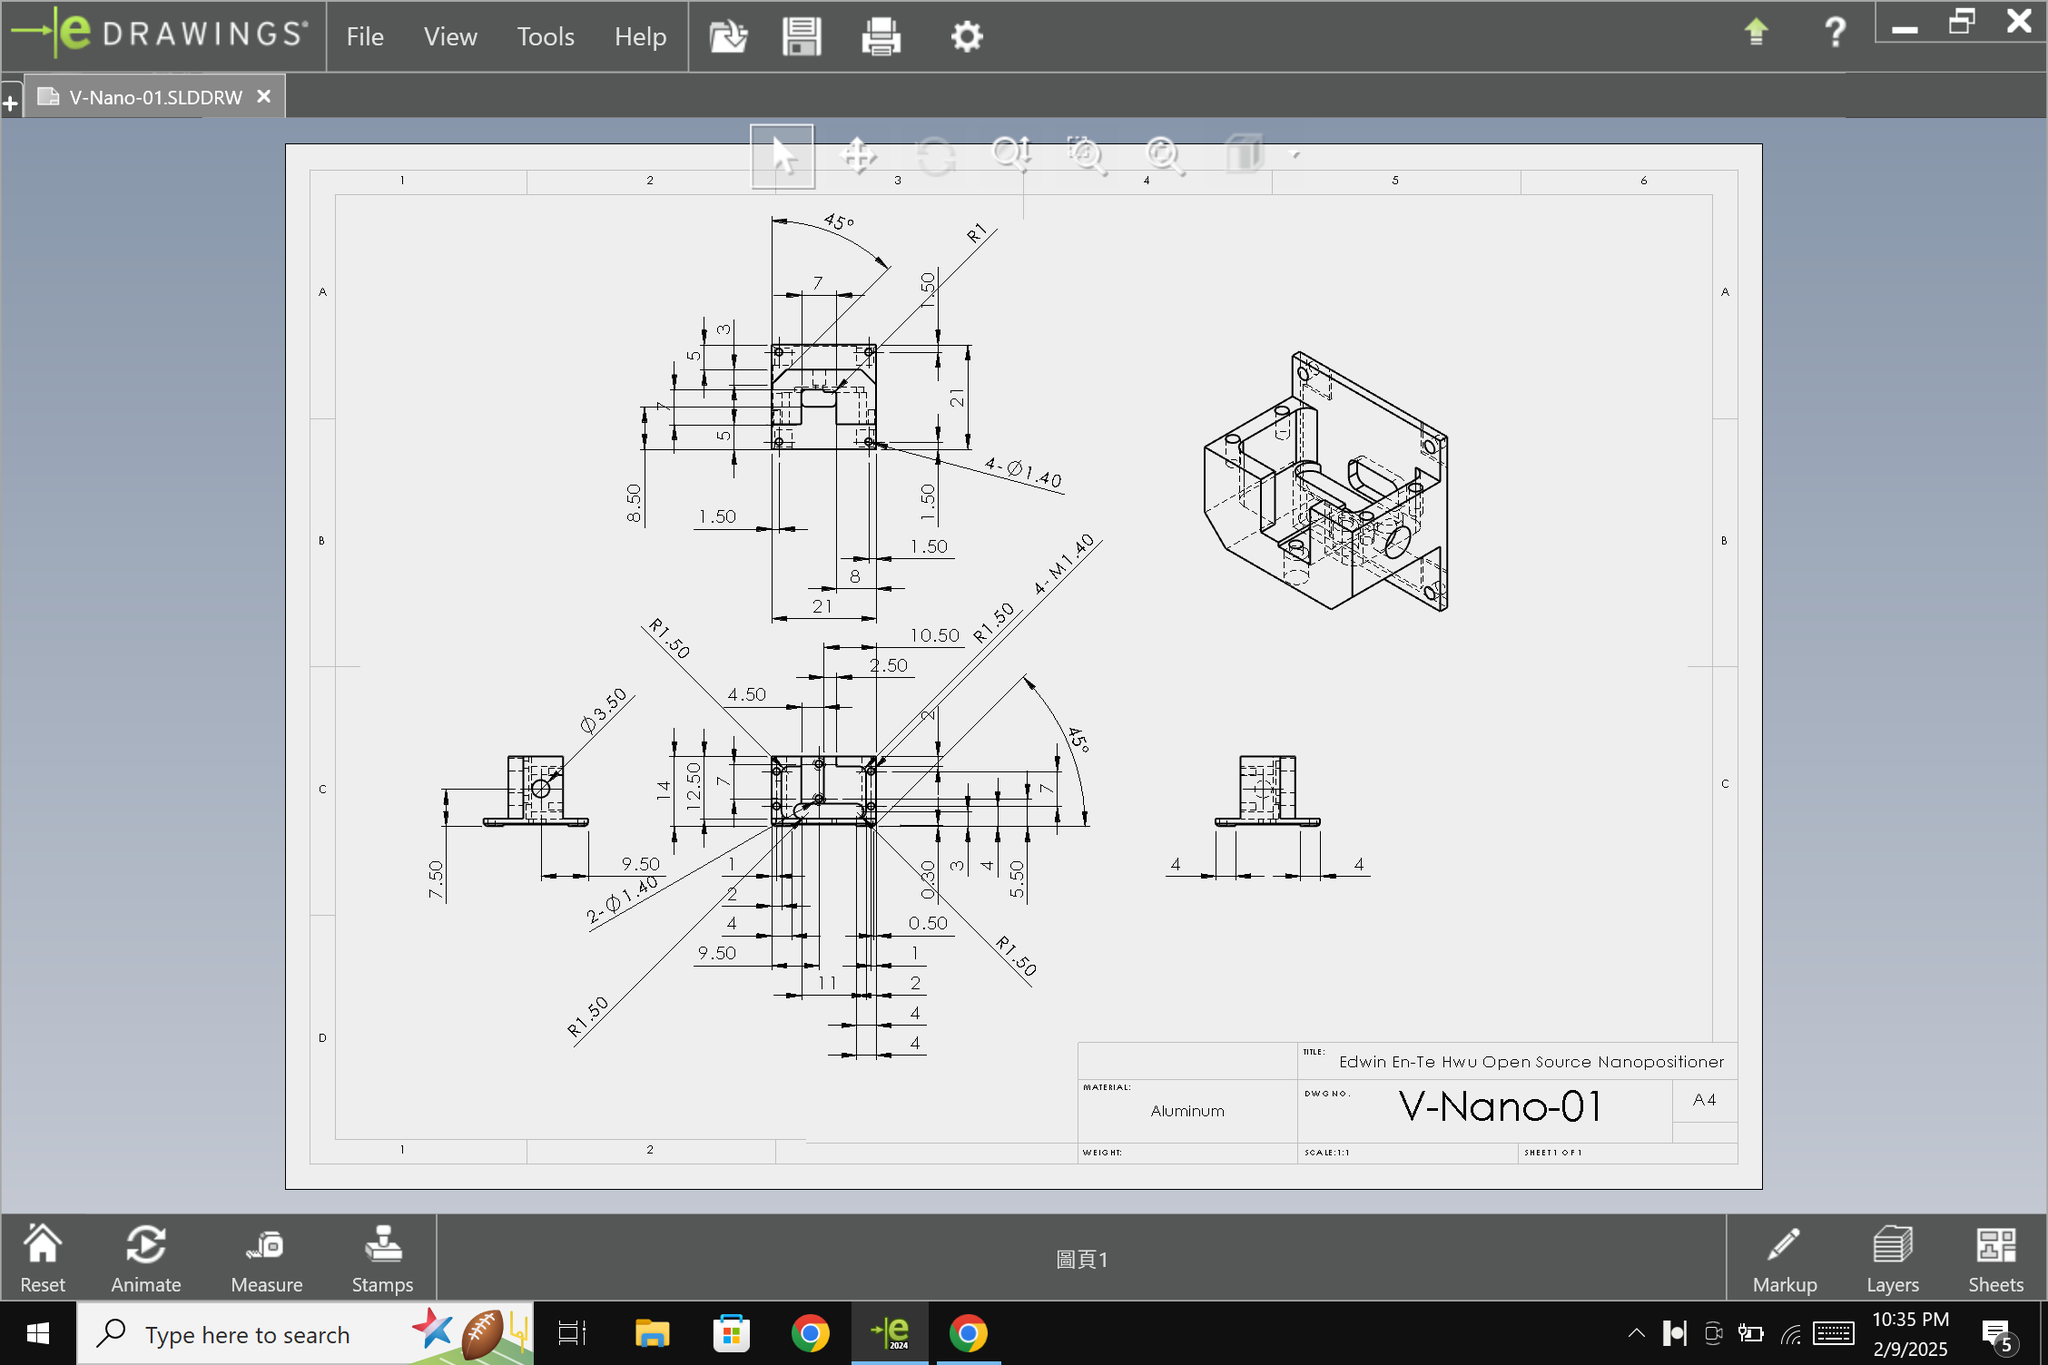 eDRAWINGS®
File View Tools Help
?
+ V-Nano-01.SLDDRW
1 2 3 4 5 6
A A
B B
C C
D
1 2
45°
R1
7
1.50
3
5
7
5
21
8.50
1.50
4-Ø1.40
1.50
1.50
8
21
4-M1.40
R1.50
R1.50
10.50
2.50
4.50
2
45°
Ø3.50
14
12.50
7
7
7.50
9.50
2-Ø1.40
1
2
4
9.50
R1.50
11
0.30
3
4
5.50
0.50
1
2
4
4
R1.50
4 4
TITLE: Edwin En-Te Hwu Open Source Nanopositioner
MATERIAL: Aluminum
DWG NO. V-Nano-01
A4
WEIGHT:
SCALE:1:1
SHEET 1 OF 1
Reset Animate Measure Stamps
圖頁1
Markup Layers Sheets
Type here to search
e 2024
10:35 PM
2/9/2025
5